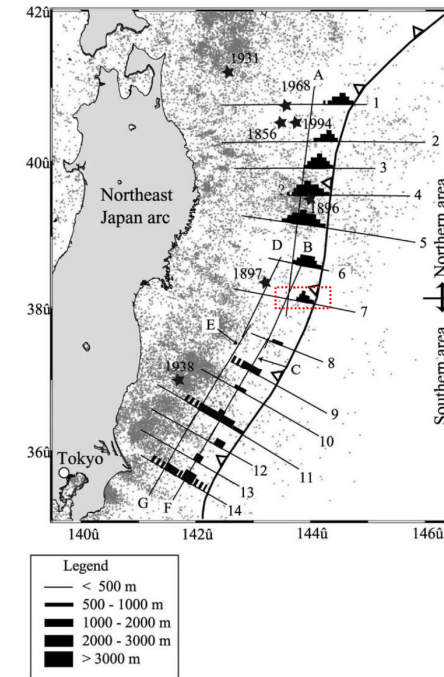 42û
40û
38û
36û
140û
142û
144û
146û
1931
1968
1856
1994
1896
1897
1938
A
B
C
D
E
F
G
1
2
3
4
5
6
7
8
9
10
11
12
13
14
?
Northeast
Japan arc
Tokyo
Northern area
Southern area
Legend
< 500 m
500 - 1000 m
1000 - 2000 m
2000 - 3000 m
> 3000 m